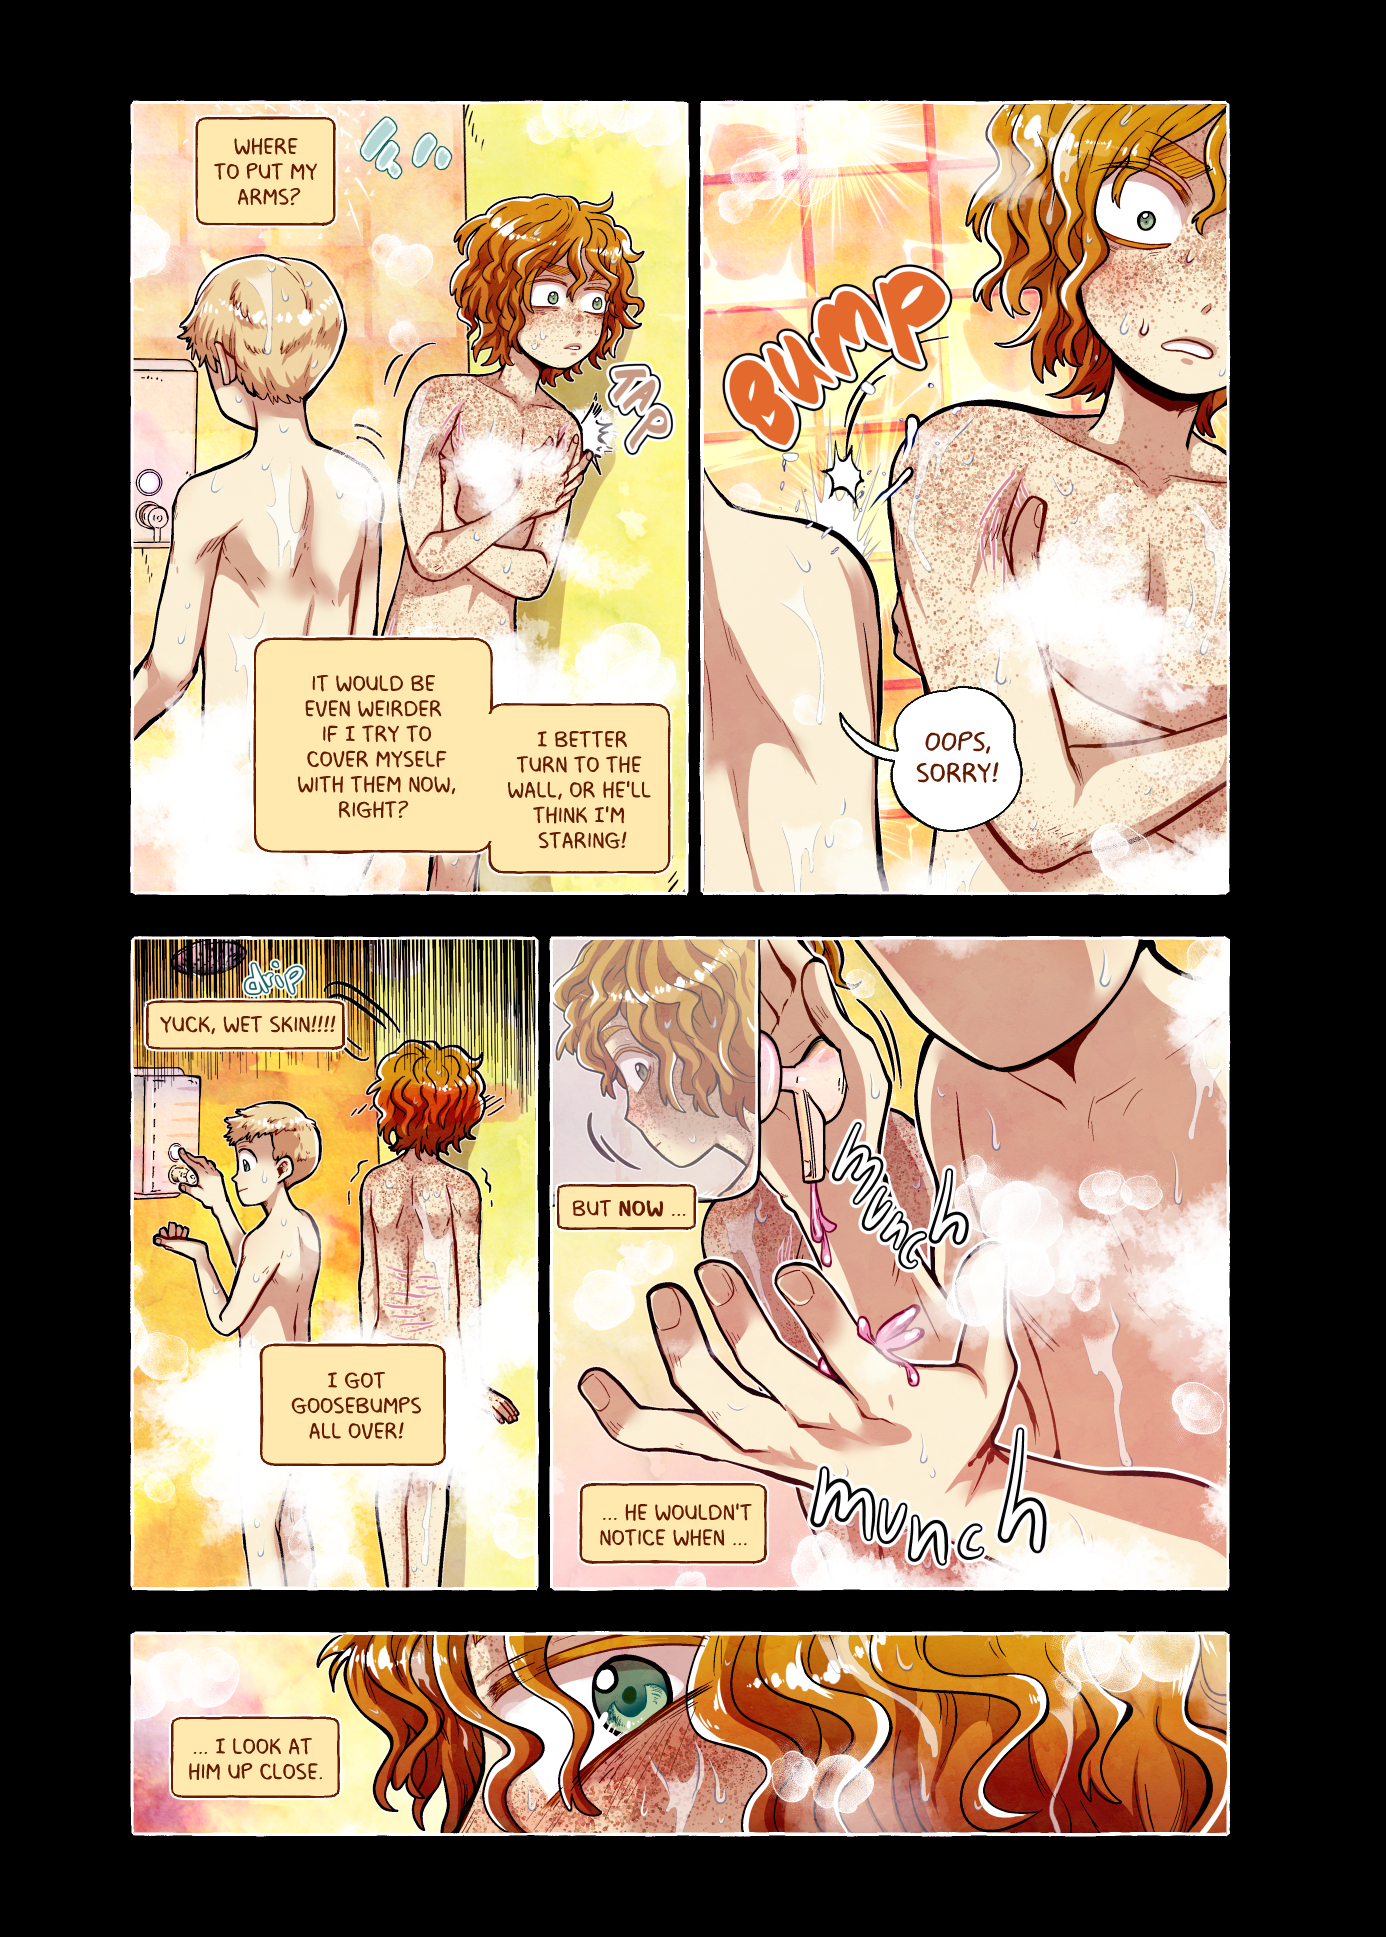 WHERE
TO PUT MY
ARMS?
TAP
IT WOULD BE
EVEN WEIRDER
IF I TRY TO
COVER MYSELF
WITH THEM NOW,
RIGHT?
I BETTER
TURN TO THE
WALL, OR HE'LL
THINK I'M
STARING!
BUMP
OOPS,
SORRY!
drip
YUCK, WET SKIN!!!!
I GOT
GOOSEBUMPS
ALL OVER!
BUT NOW ...
munch
... HE WOULDN'T
NOTICE WHEN ...
munch
... I LOOK AT
HIM UP CLOSE.